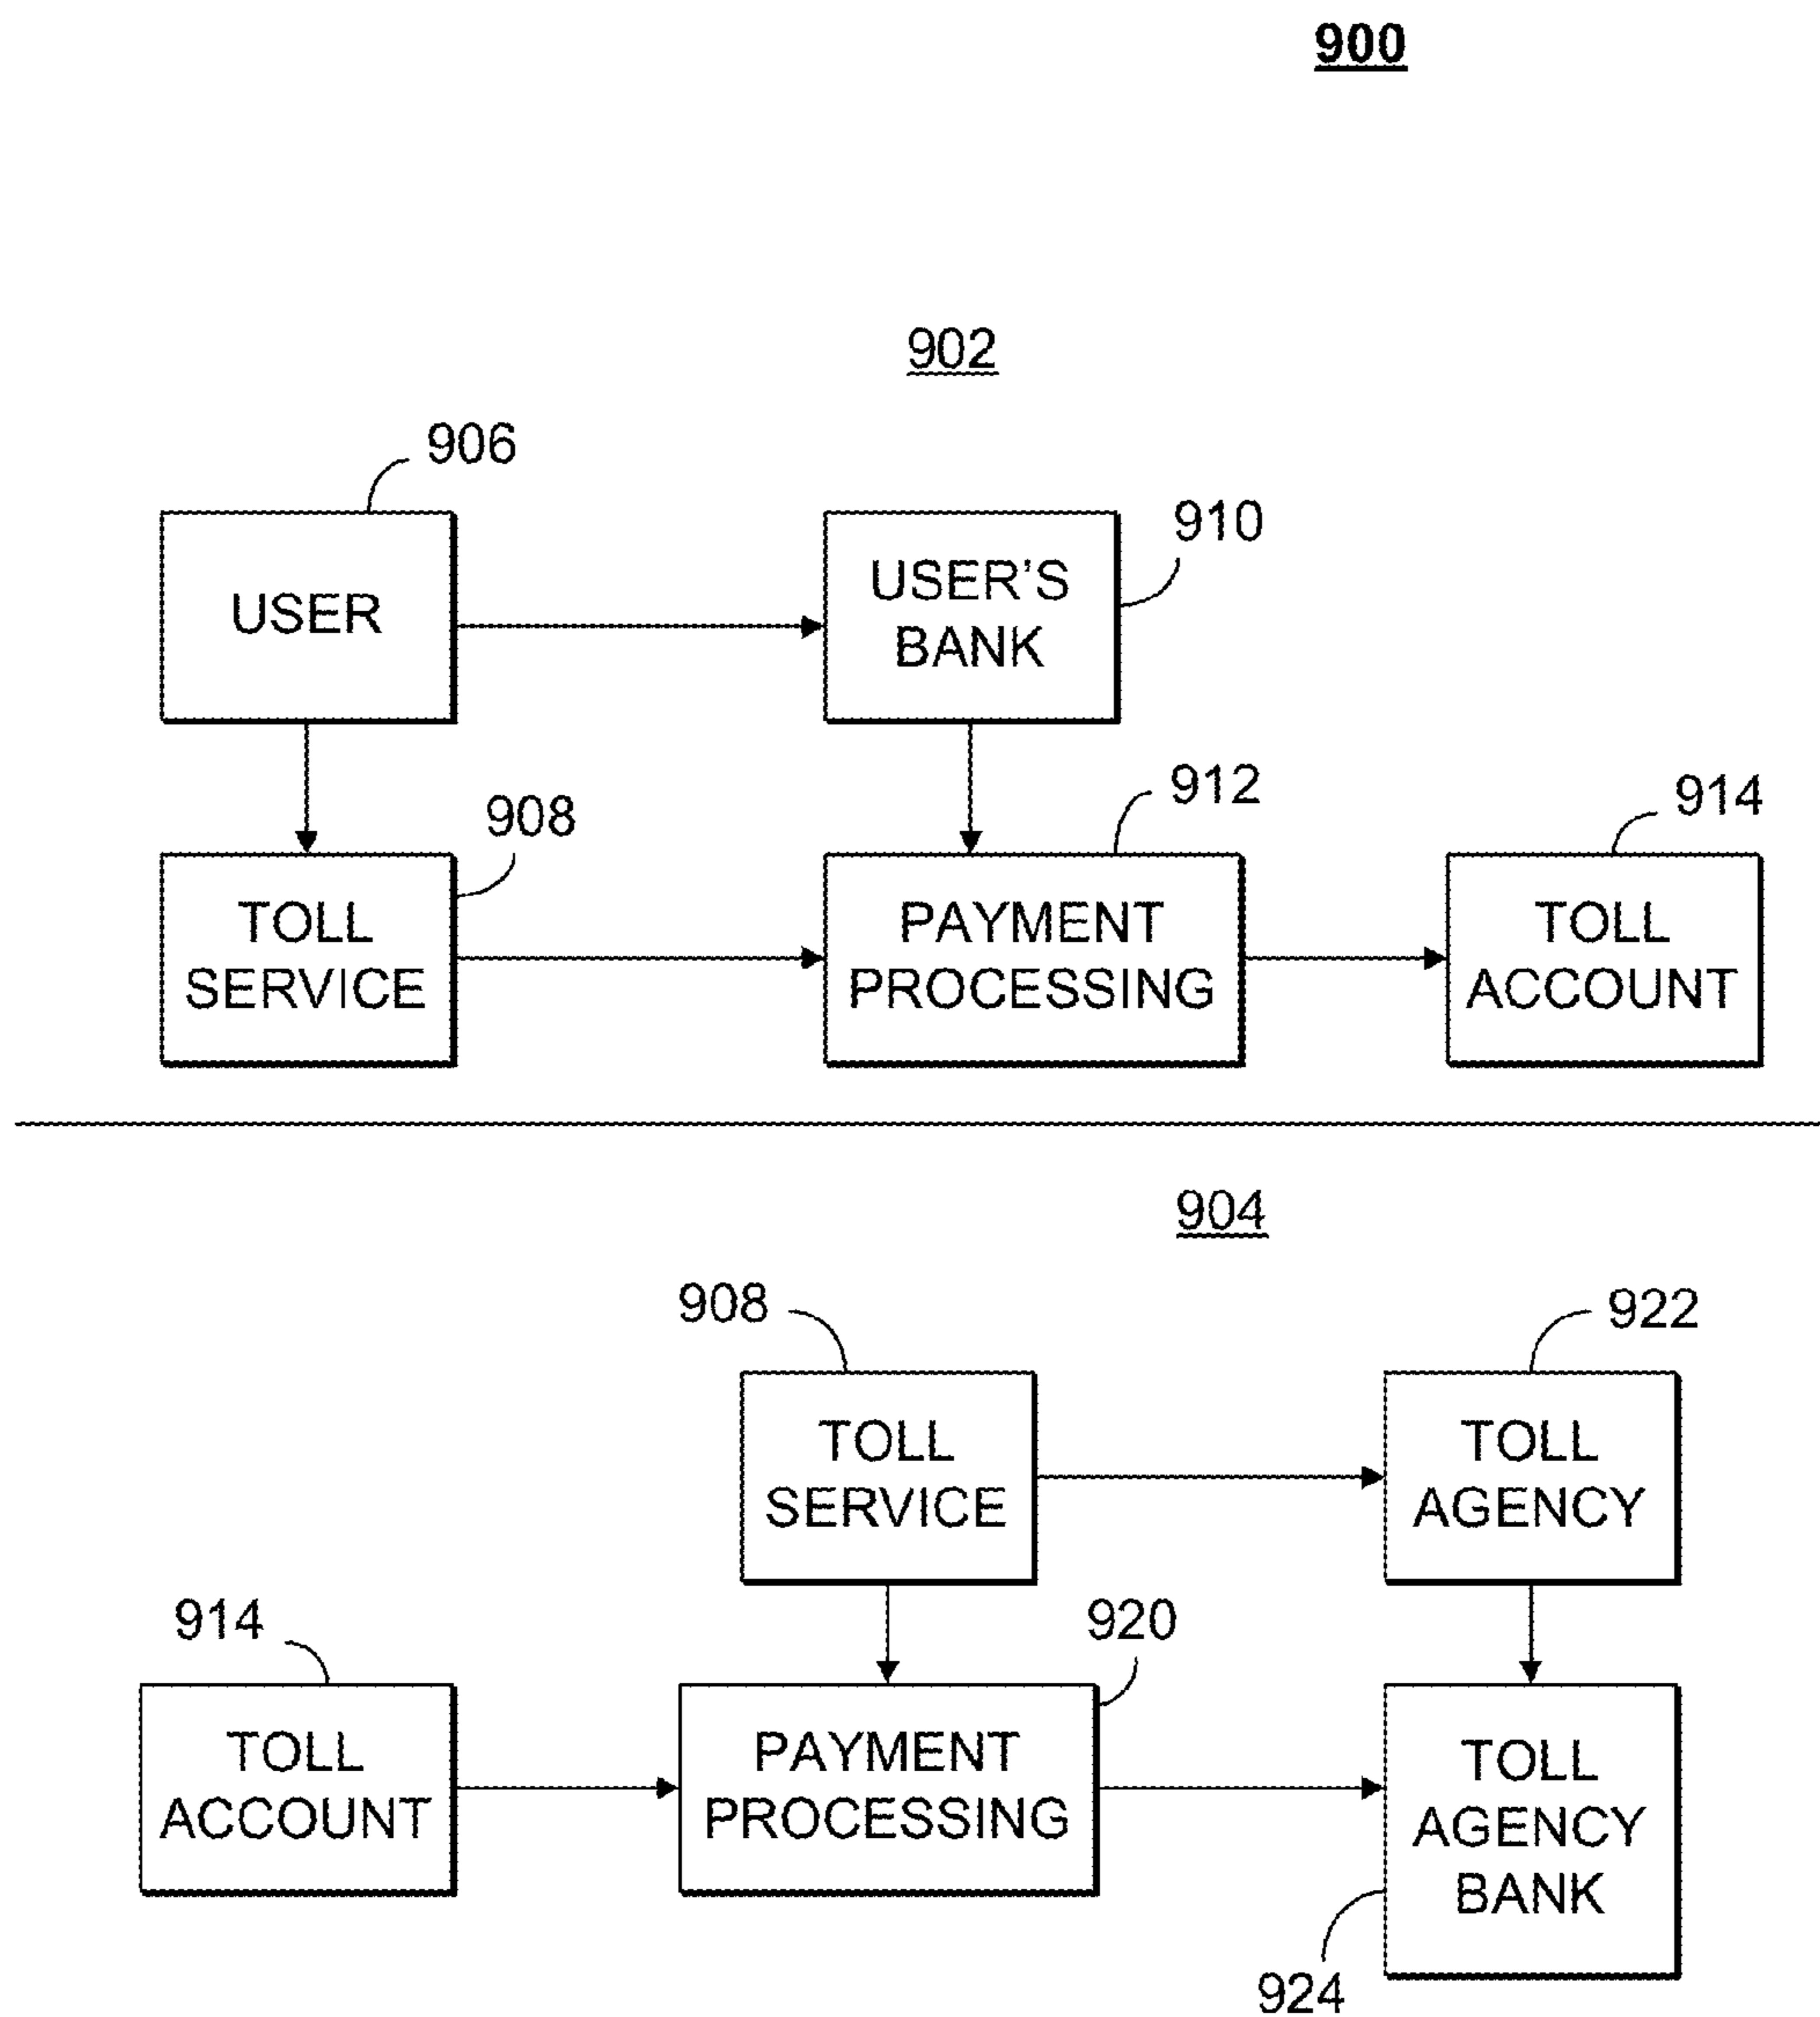 900
902
906
USER
910
USER'S
BANK
908
TOLL
SERVICE
912
PAYMENT
PROCESSING
914
TOLL
ACCOUNT
904
908
TOLL
SERVICE
922
TOLL
AGENCY
914
TOLL
ACCOUNT
920
PAYMENT
PROCESSING
TOLL
AGENCY
BANK
924